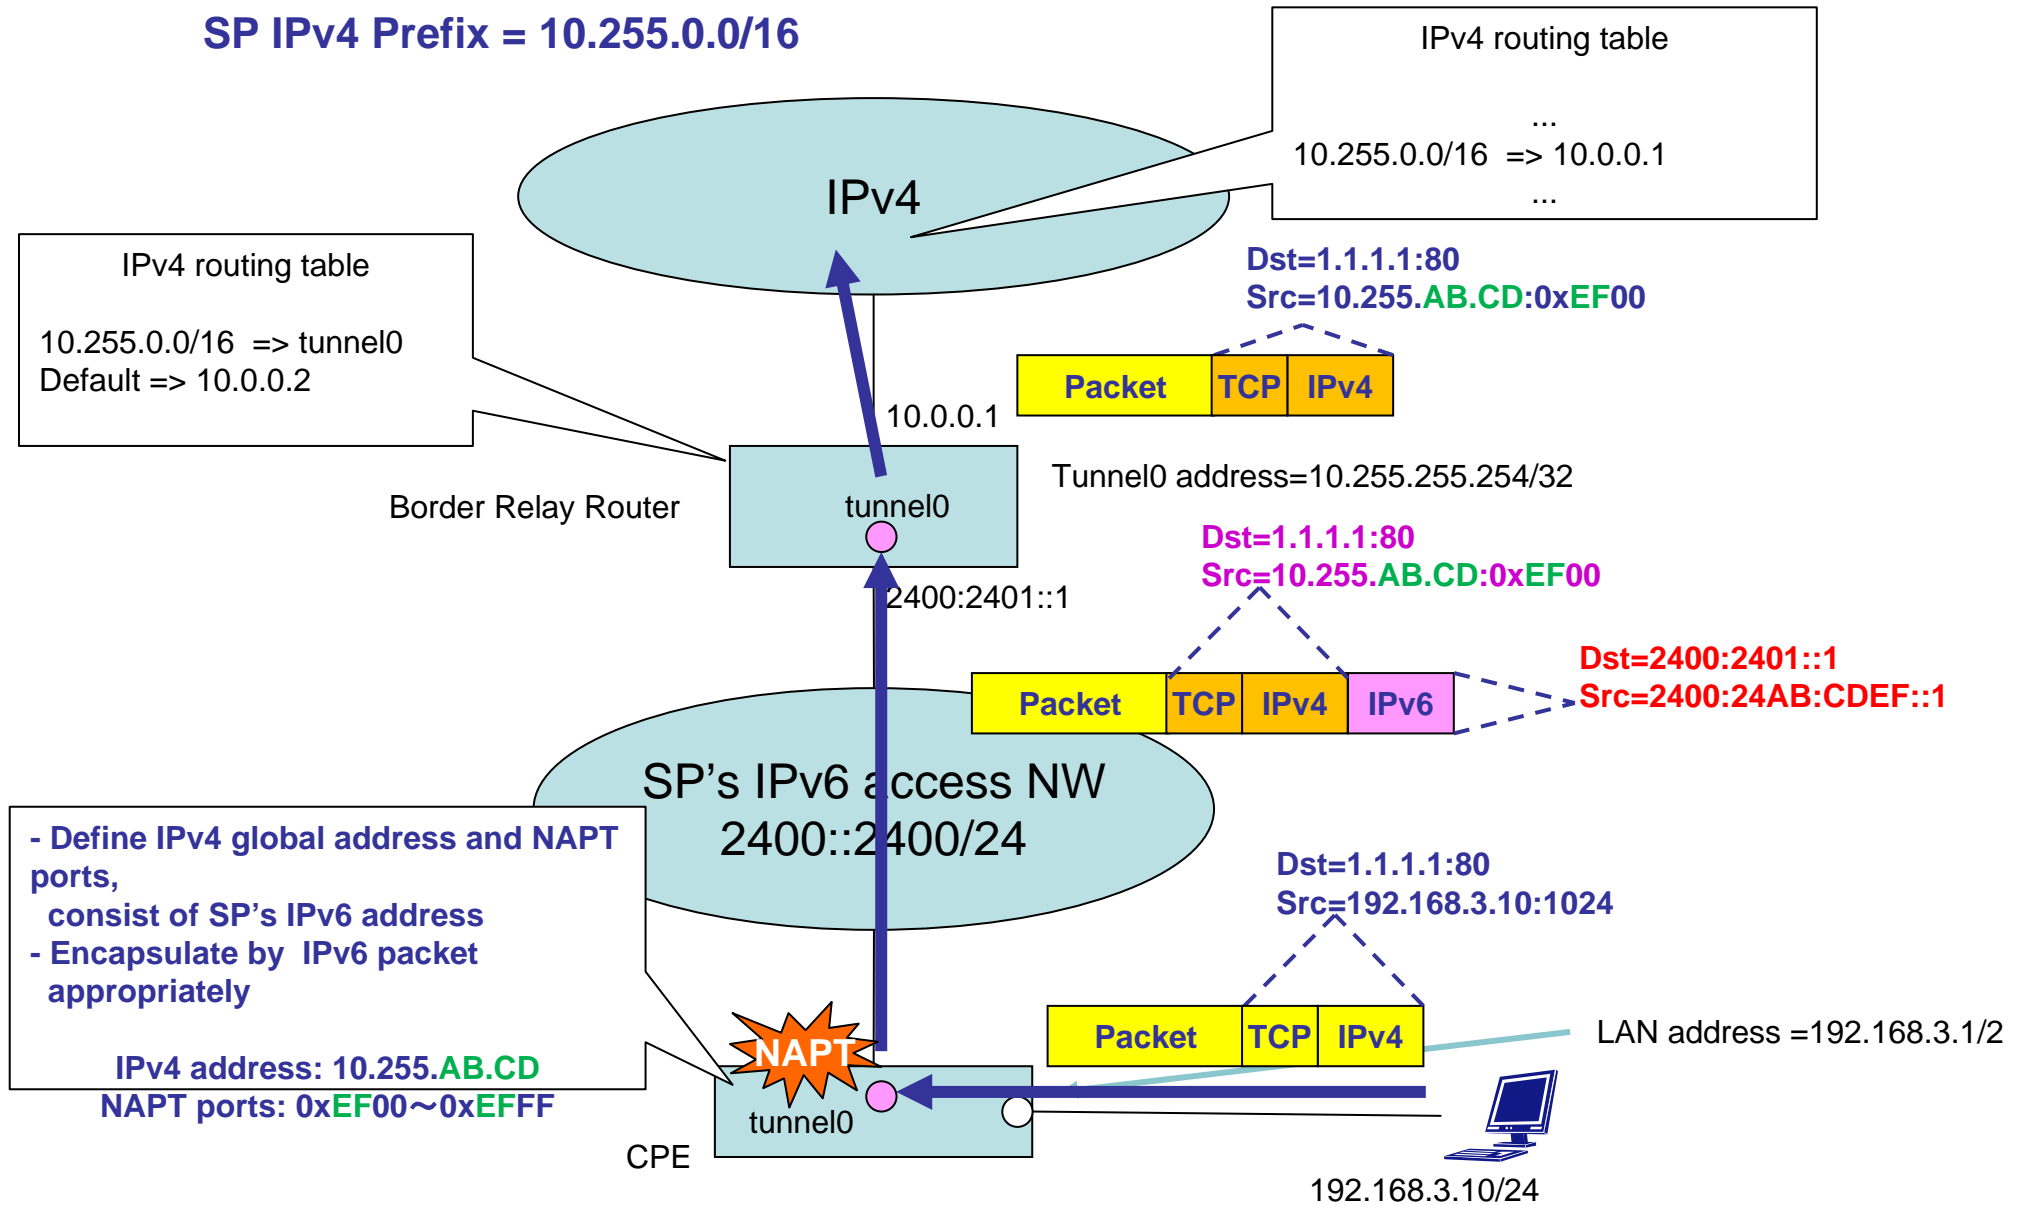 SP IPv4 Prefix = 10.255.0.0/16
IPv4 routing table
...
10.255.0.0/16 => 10.0.0.1
...
IPv4
IPv4 routing table
10.255.0.0/16 => tunnel0
Default => 10.0.0.2
Dst=1.1.1.1:80
Src=10.255.AB.CD:0xEF00
Packet TCP IPv4
10.0.0.1
Tunnel0 address=10.255.255.254/32
Border Relay Router
tunnel0
Dst=1.1.1.1:80
Src=10.255.AB.CD:0xEF00
2400:2401::1
Dst=2400:2401::1
Src=2400:24AB:CDEF::1
Packet TCP IPv4 IPv6
SP's IPv6 access NW
2400::2400/24
- Define IPv4 global address and NAPT
ports,
consist of SP's IPv6 address
- Encapsulate by IPv6 packet
appropriately
IPv4 address: 10.255.AB.CD
NAPT ports: 0xEF00～0xEFFF
Dst=1.1.1.1:80
Src=192.168.3.10:1024
Packet TCP IPv4
LAN address =192.168.3.1/2
NAPT
tunnel0
CPE
192.168.3.10/24